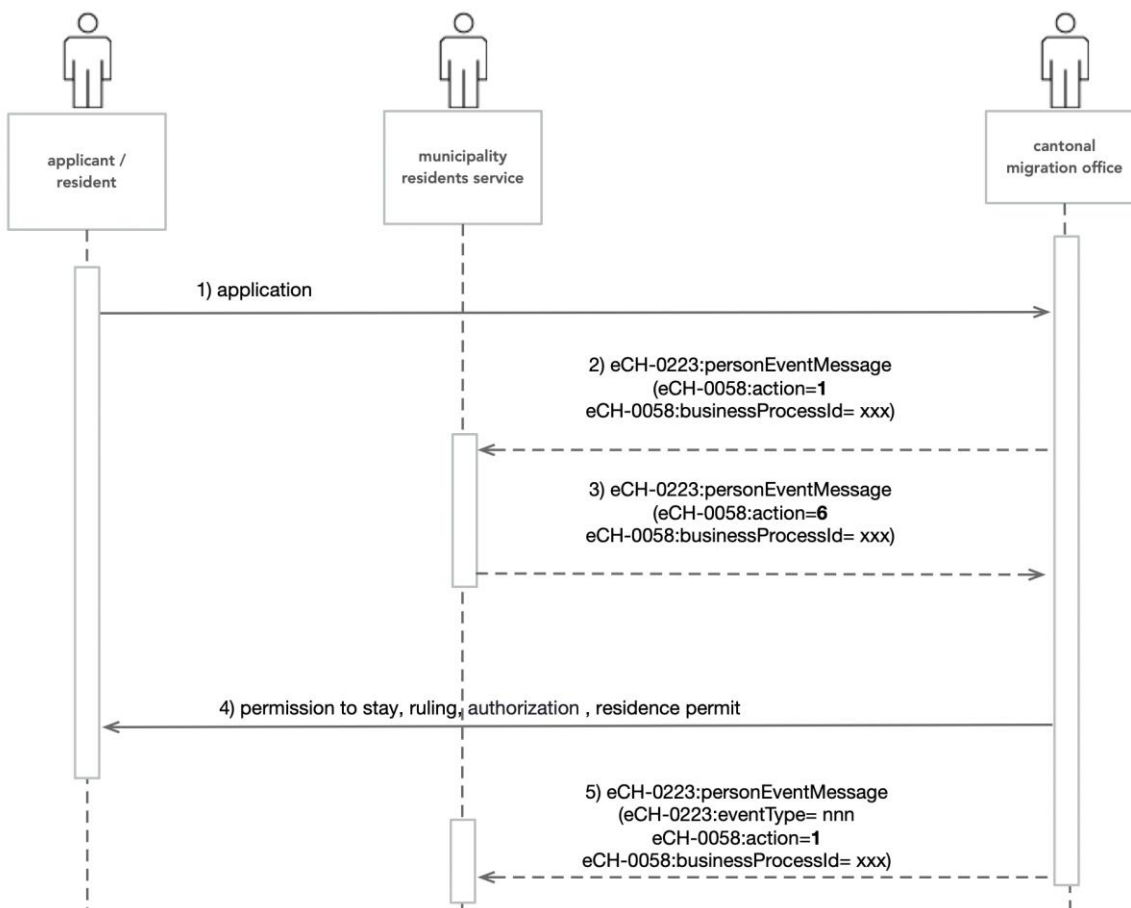 applicant /
resident
municipality
residents service
cantonal
migration office
1) application
2) eCH-0223:personEventMessage
(eCH-0058:action=1
eCH-0058:businessProcessId= xxx)
3) eCH-0223:personEventMessage
(eCH-0058:action=6
eCH-0058:businessProcessId= xxx)
4) permission to stay, ruling, authorization , residence permit
5) eCH-0223:personEventMessage
(eCH-0223:eventType= nnn
eCH-0058:action=1
eCH-0058:businessProcessId= xxx)